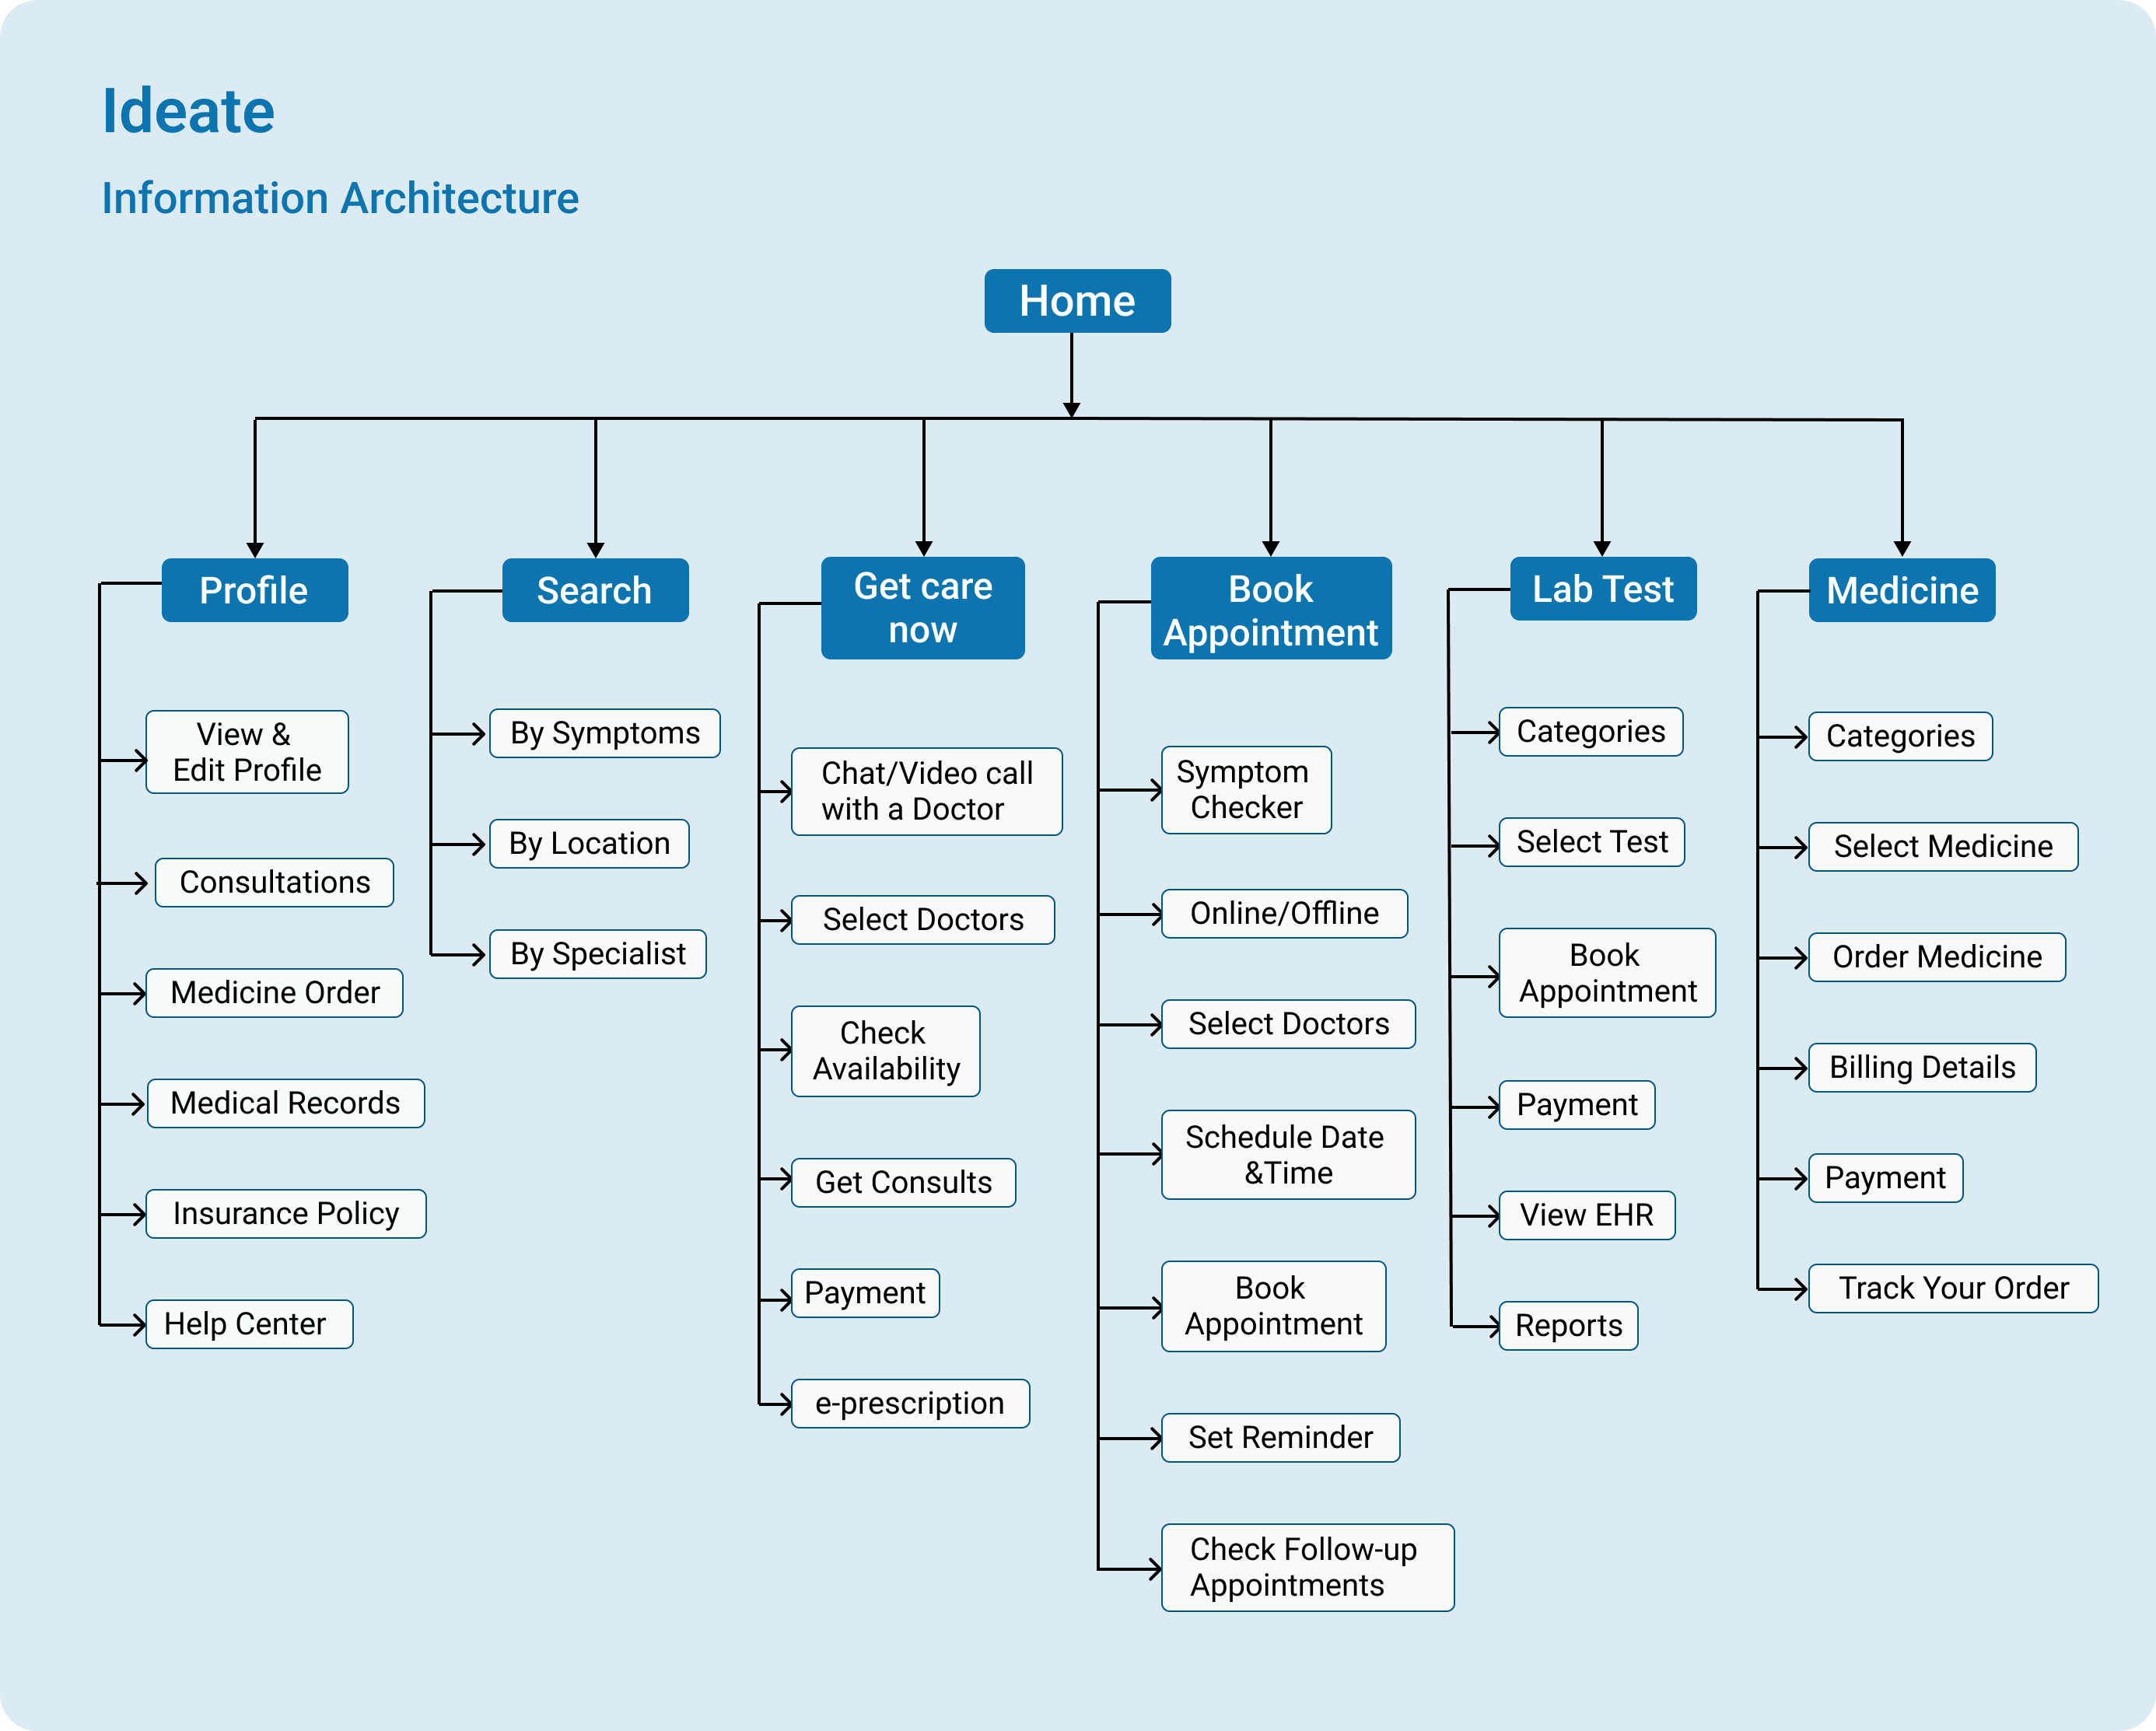 Ideate
Information Architecture
Home
Profile
View &
Edit Profile
Consultations
Medicine Order
Medical Records
Insurance Policy
Help Center
Search
By Symptoms
By Location
By Specialist
Get care
now
Chat/Video call
with a Doctor
Select Doctors
Check
Availability
Get Consults
Payment
e-prescription
Book
Appointment
Symptom
Checker
Online/Offline
Select Doctors
Schedule Date
&Time
Book
Appointment
Set Reminder
Check Follow-up
Appointments
Lab Test
Categories
Select Test
Book
Appointment
Payment
View EHR
Reports
Medicine
Categories
Select Medicine
Order Medicine
Billing Details
Payment
Track Your Order